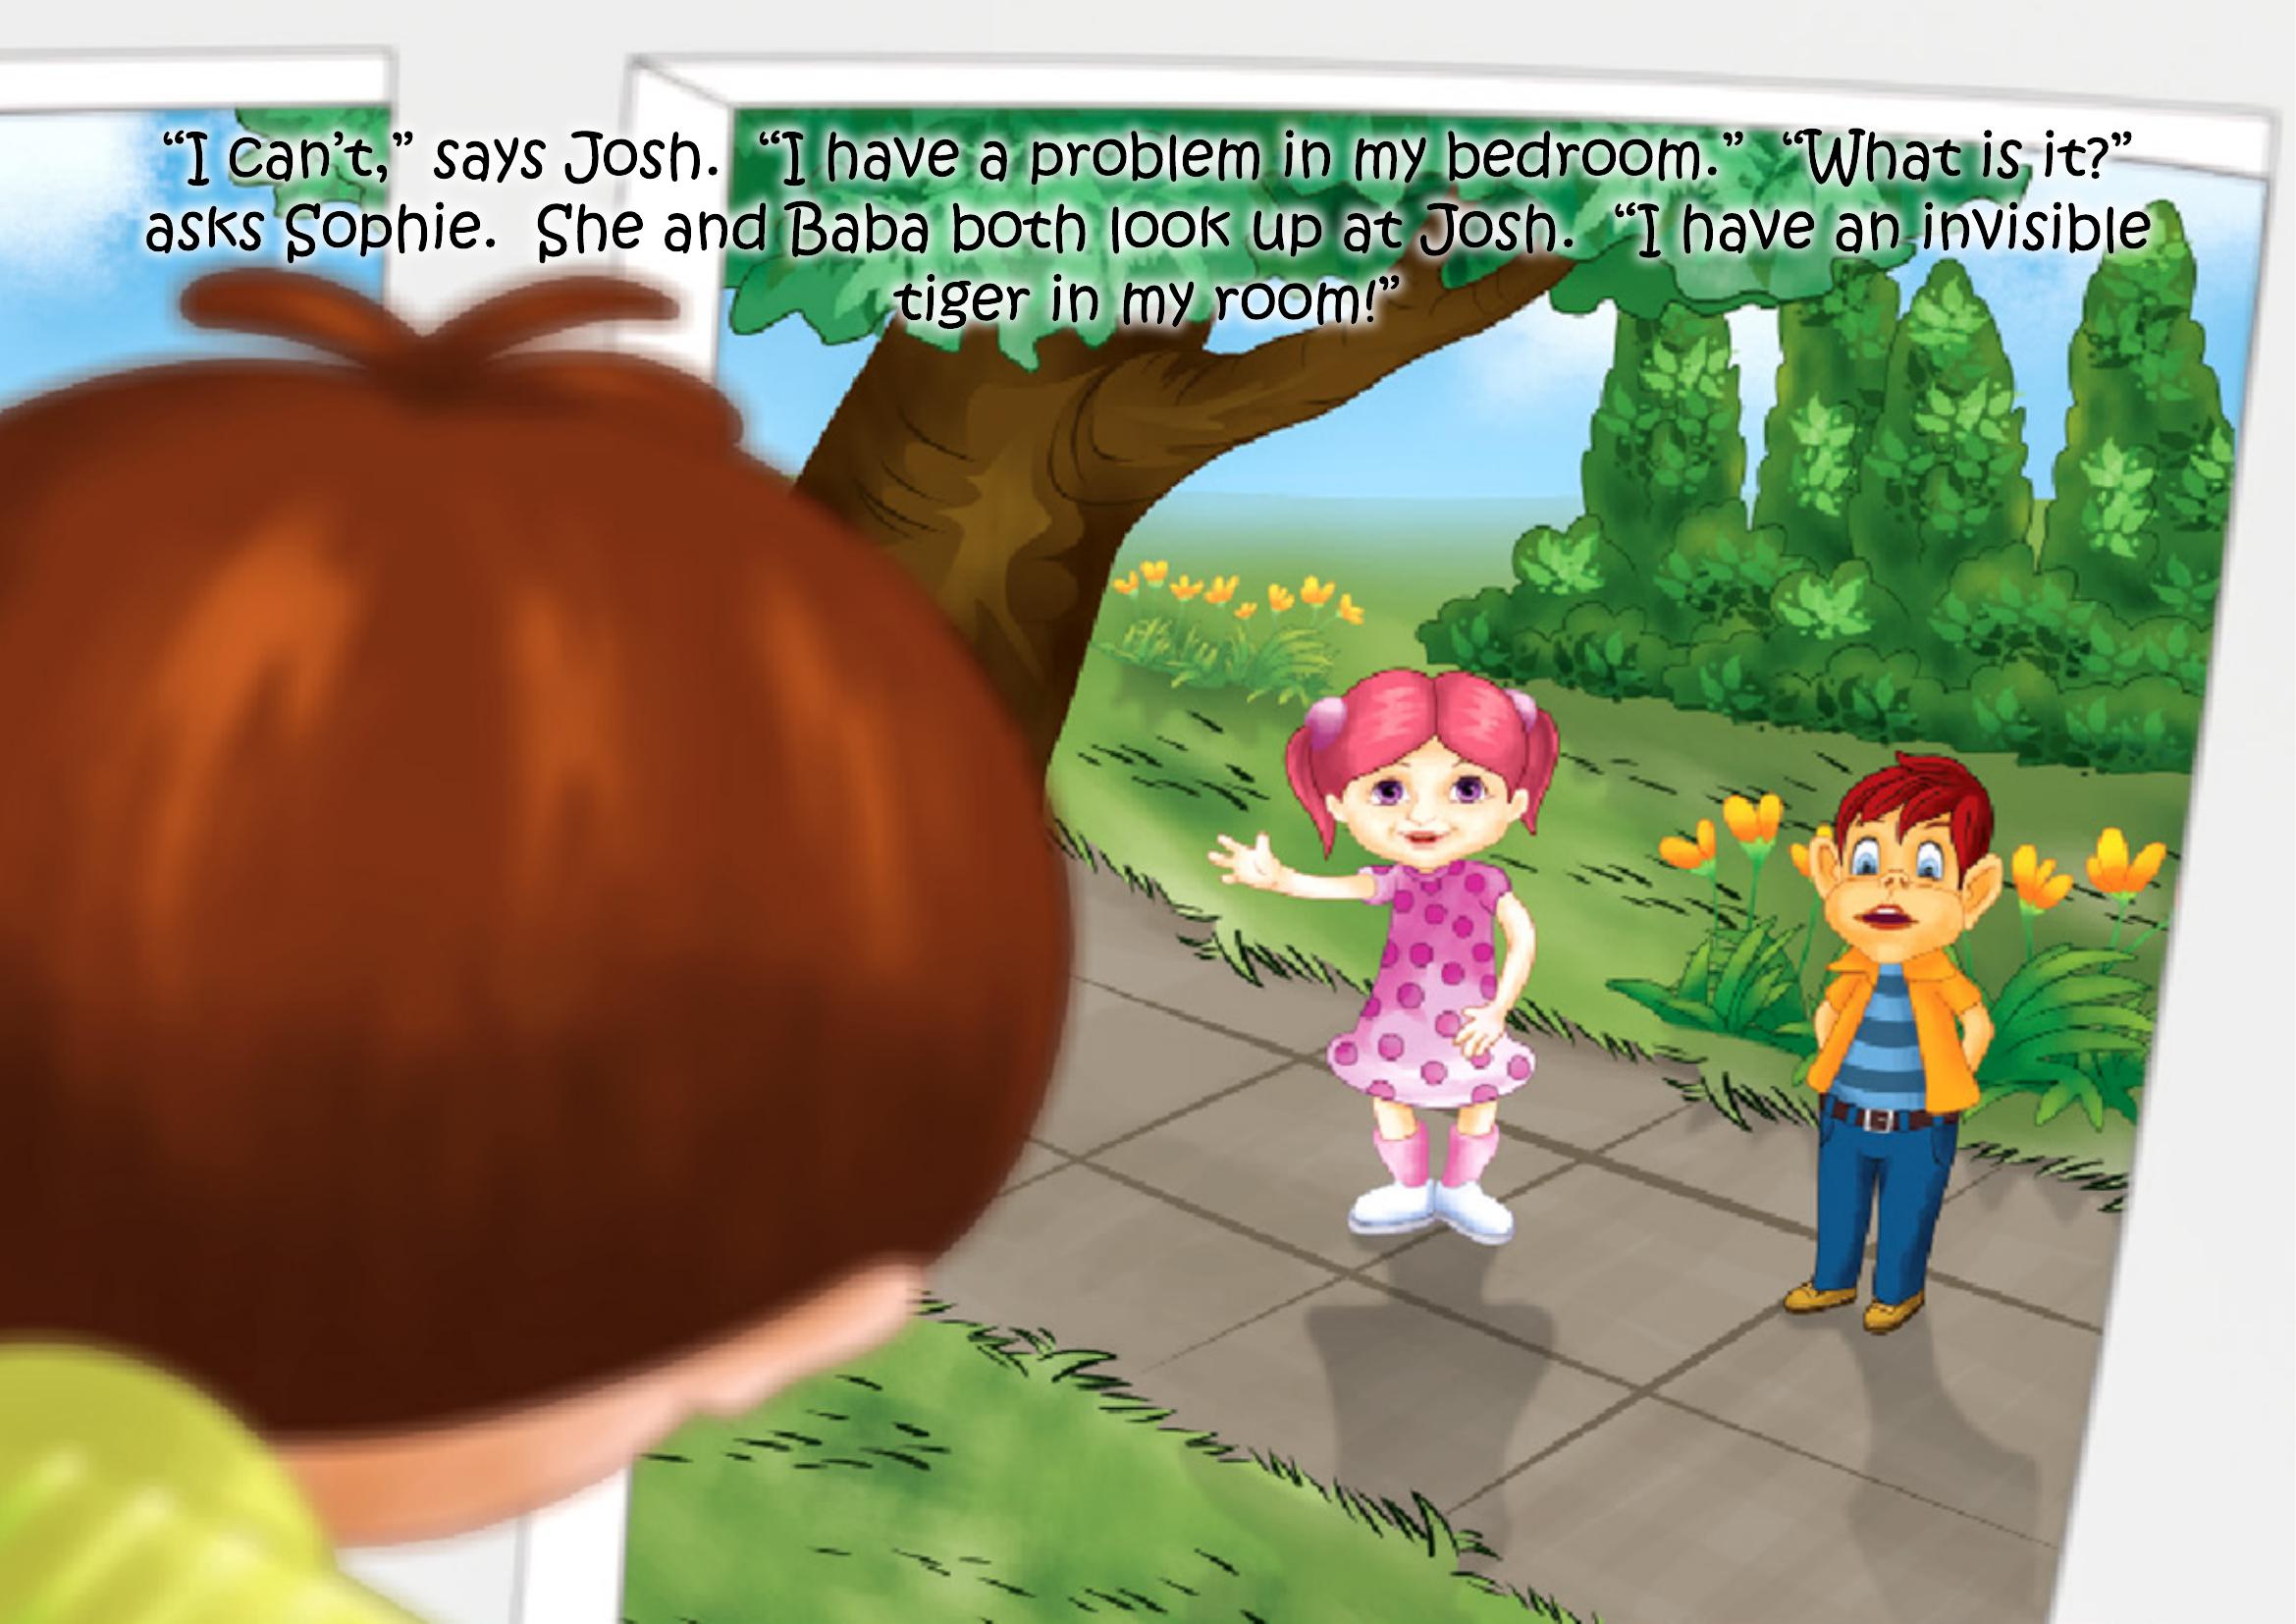 “I can’t,” says Josh.  “I have a problem in my bedroom.”  “What is it?”
asks Sophie.  She and Baba both look up at Josh.  “I have an invisible
tiger in my room!”